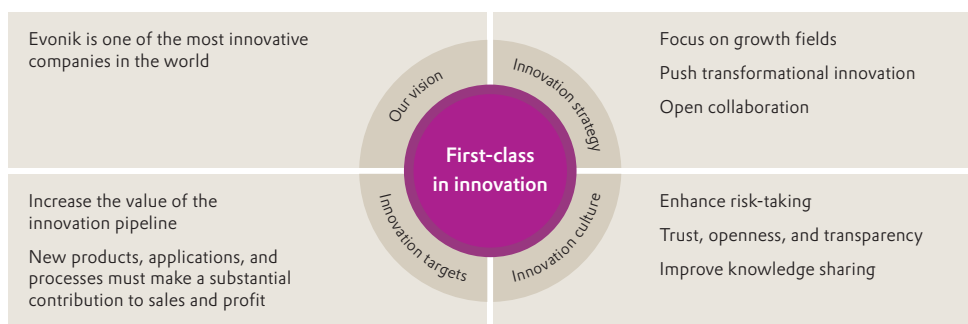 Evonik is one of the most innovative
companies in the world
Our vision
Innovation strategy
Focus on growth fields
Push transformational innovation
Open collaboration
First-class
in innovation
Increase the value of the
innovation pipeline
New products, applications, and
processes must make a substantial
contribution to sales and profit
Innovation targets
Innovation culture
Enhance risk-taking
Trust, openness, and transparency
Improve knowledge sharing